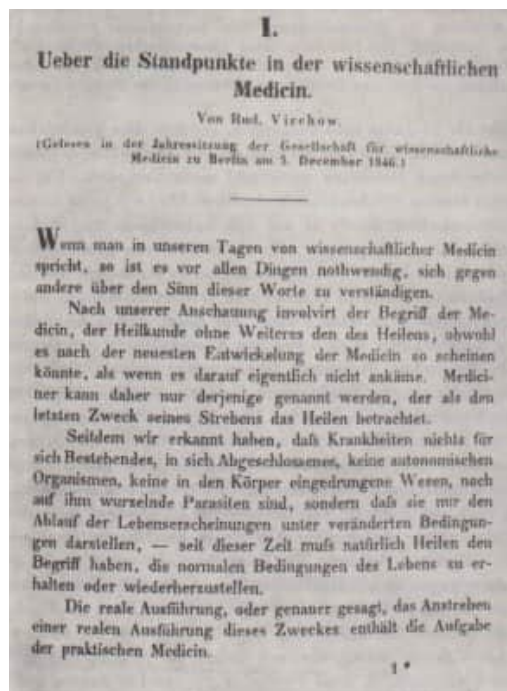 I.
Ueber die Standpunkte in der wissenschaftlichen
Medicin.
Von Rud. Virchow.
(Gelesen in der Jahressitzung der Gesellschaft für wissenschaftliche
Medicin zu Berlin am 5. December 1846.)
Wenn man in unseren Tagen von wissenschaftlicher Medicin
spricht, so ist es vor allen Dingen nothwendig, sich gegen
andere über den Sinn dieser Worte zu verständigen.
Nach unserer Anschauung involvirt der Begriff der Me-
dicin, der Heilkunde ohne Weiteres den des Heilens, obwohl
es nach der neuesten Entwickelung der Medicin so scheinen
könnte, als wenn es darauf eigentlich nicht ankäme. Medici-
ner kann daher nur derjenige genannt werden, der als den
letzten Zweck seines Strebens das Heilen betrachtet.
Seitdem wir erkannt haben, daſs Krankheiten nichts für
sich Bestehendes, in sich Abgeschlossenes, keine autonomischen
Organismen, keine in den Körper eingedrungene Wesen, noch
auf ihm wurzelnde Parasiten sind, sondern daſs sie nur den
Ablauf der Lebenserscheinungen unter veränderten Bedingun-
gen darstellen, — seit dieser Zeit muſs natürlich Heilen den
Begriff haben, die normalen Bedingungen des Lebens zu er-
halten oder wiederherzustellen.
Die reale Ausführung, oder genauer gesagt, das Anstreben
einer realen Ausführung dieses Zweckes enthält die Aufgabe
der praktischen Medicin.
1 *